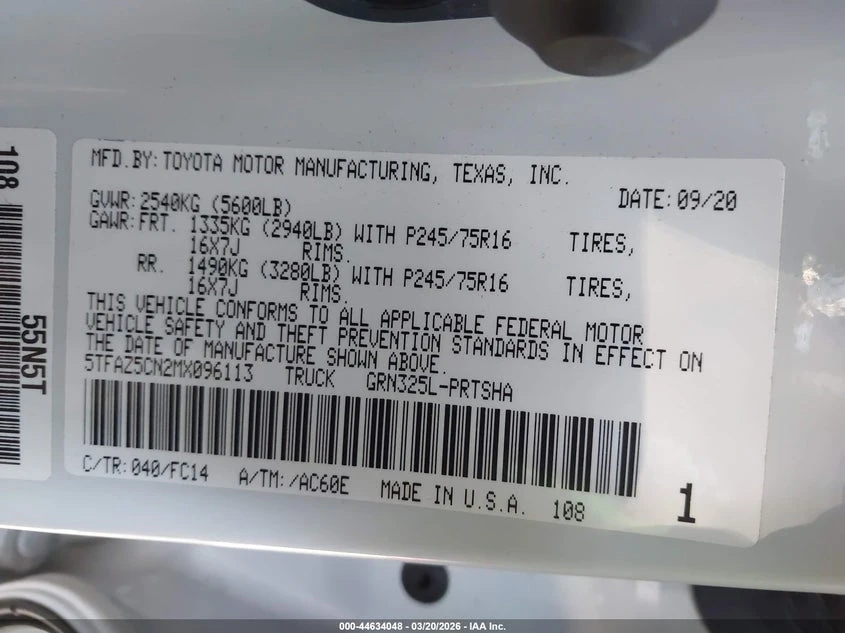 MFD.BY:TOYOTA MOTOR MANUFACTURING, TEXAS, INC.
DATE:09/20
GVWR:2540KG (5600LB)
GAWR:FRT. 1335KG (2940LB) WITH P245/75R16 TIRES,
16X7J RIMS.
RR. 1490KG (3280LB) WITH P245/75R16 TIRES,
16X7J RIMS.
THIS VEHICLE CONFORMS TO ALL APPLICABLE FEDERAL MOTOR
VEHICLE SAFETY AND THEFT PREVENTION STANDARDS IN EFFECT ON
THE DATE OF MANUFACTURE SHOWN ABOVE.
5TFAZ5CN2MX096113 TRUCK GRN325L-PRTSHA
C/TR:040/FC14 A/TM:/AC60E MADE IN U.S.A. 108
1
108
55N5T
000-44634048 - 03/20/2026 - IAA Inc.